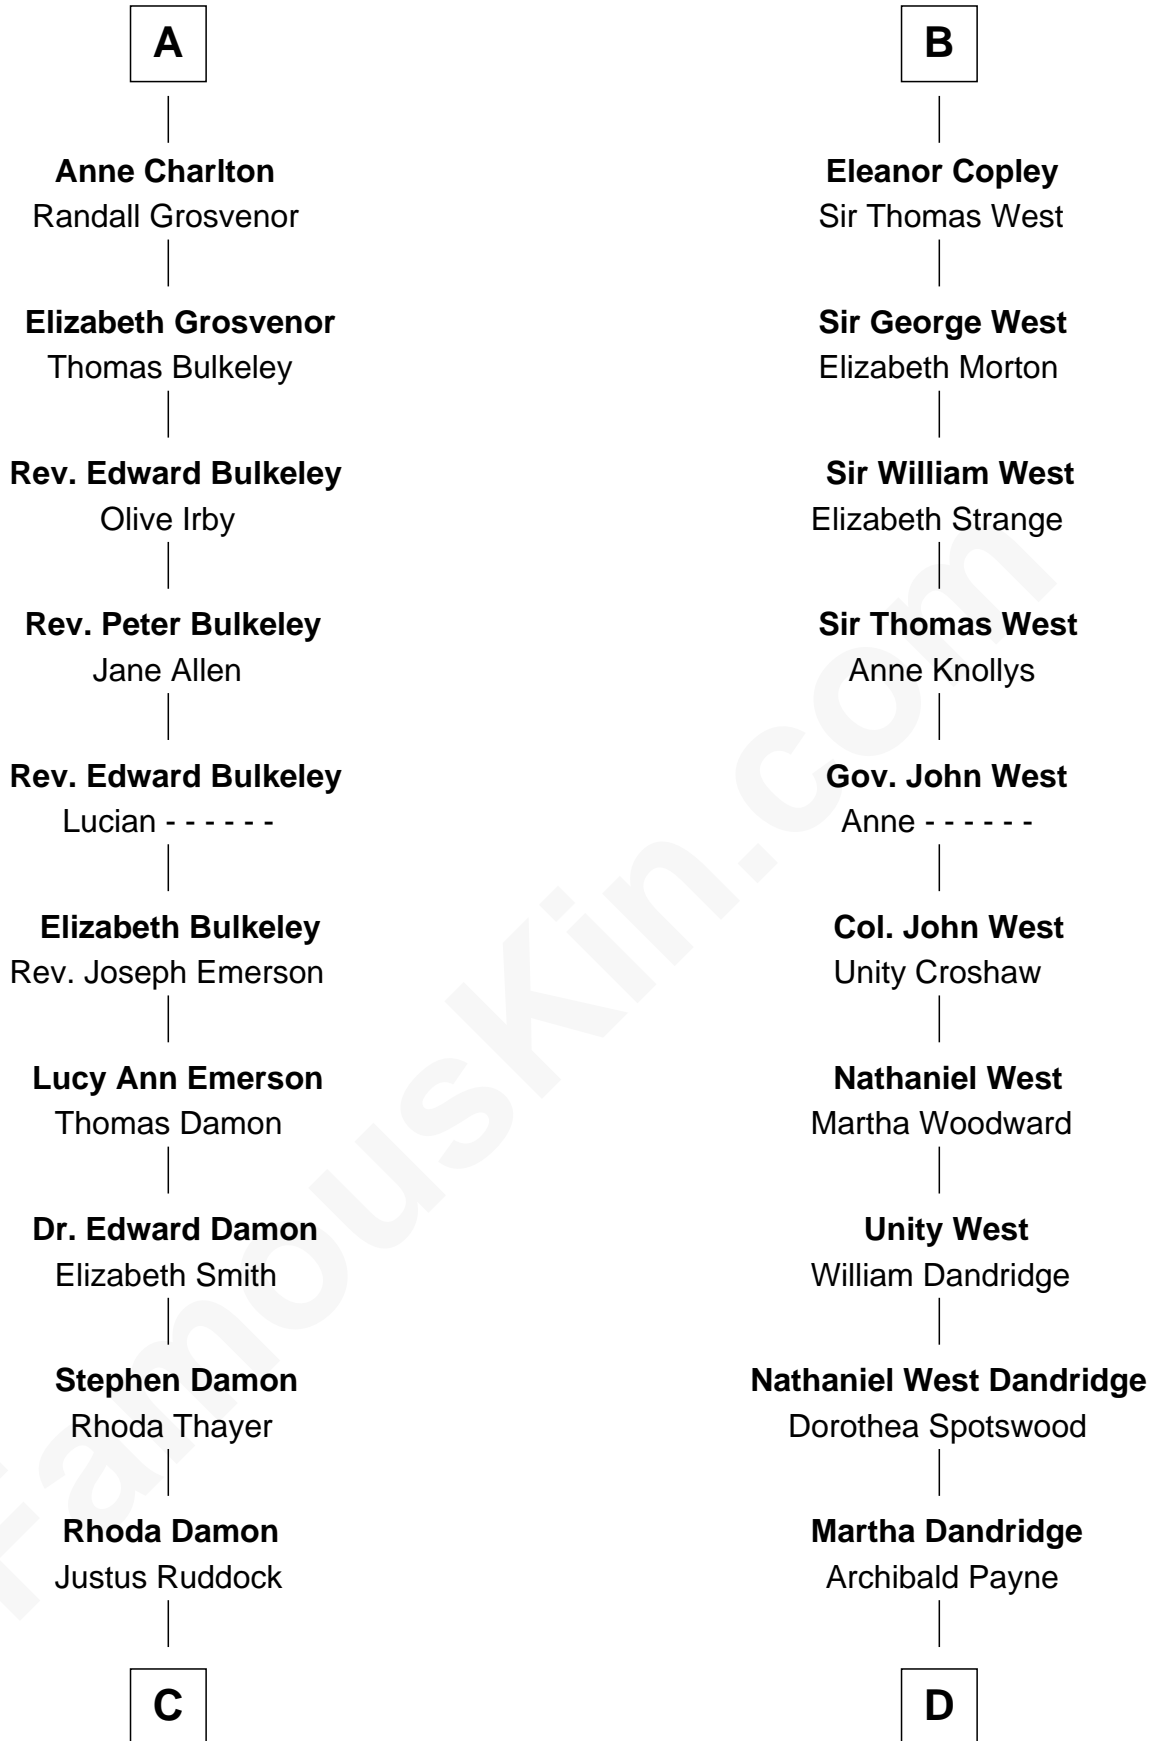 A
Anne Charlton
Randall Grosvenor
Elizabeth Grosvenor
Thomas Bulkeley
Rev. Edward Bulkeley
Olive Irby
Rev. Peter Bulkeley
Jane Allen
Rev. Edward Bulkeley
Lucian - - - - - -
Elizabeth Bulkeley
Rev. Joseph Emerson
Lucy Ann Emerson
Thomas Damon
Dr. Edward Damon
Elizabeth Smith
Stephen Damon
Rhoda Thayer
Rhoda Damon
Justus Ruddock
C
B
Eleanor Copley
Sir Thomas West
Sir George West
Elizabeth Morton
Sir William West
Elizabeth Strange
Sir Thomas West
Anne Knollys
Gov. John West
Anne - - - - - -
Col. John West
Unity Croshaw
Nathaniel West
Martha Woodward
Unity West
William Dandridge
Nathaniel West Dandridge
Dorothea Spotswood
Martha Dandridge
Archibald Payne
D
FamousKin.com